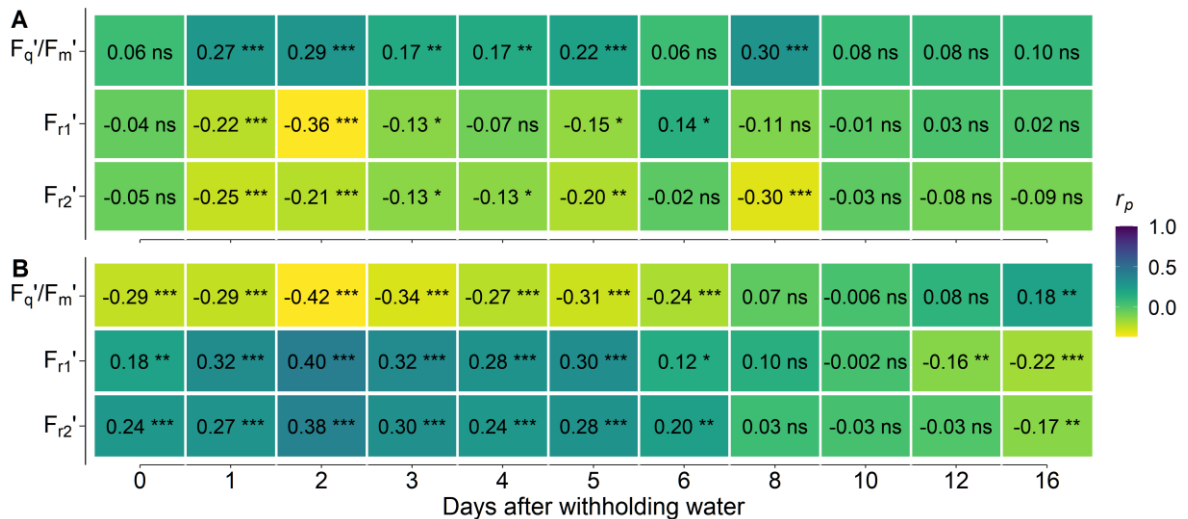 A
Fq'/Fm' 0.06 ns 0.27 *** 0.29 *** 0.17 ** 0.17 ** 0.22 *** 0.06 ns 0.30 *** 0.08 ns 0.08 ns 0.10 ns
Fr1' -0.04 ns -0.22 *** -0.36 *** -0.13 * -0.07 ns -0.15 * 0.14 * -0.11 ns -0.01 ns 0.03 ns 0.02 ns
Fr2' -0.05 ns -0.25 *** -0.21 *** -0.13 * -0.13 * -0.20 ** -0.02 ns -0.30 *** -0.03 ns -0.08 ns -0.09 ns
B
Fq'/Fm' -0.29 *** -0.29 *** -0.42 *** -0.34 *** -0.27 *** -0.31 *** -0.24 *** 0.07 ns -0.006 ns 0.08 ns 0.18 **
Fr1' 0.18 ** 0.32 *** 0.40 *** 0.32 *** 0.28 *** 0.30 *** 0.12 * 0.10 ns -0.002 ns -0.16 ** -0.22 ***
Fr2' 0.24 *** 0.27 *** 0.38 *** 0.30 *** 0.24 *** 0.28 *** 0.20 ** 0.03 ns -0.03 ns -0.03 ns -0.17 **
0 1 2 3 4 5 6 8 10 12 16
Days after withholding water
rp
1.0
0.5
0.0